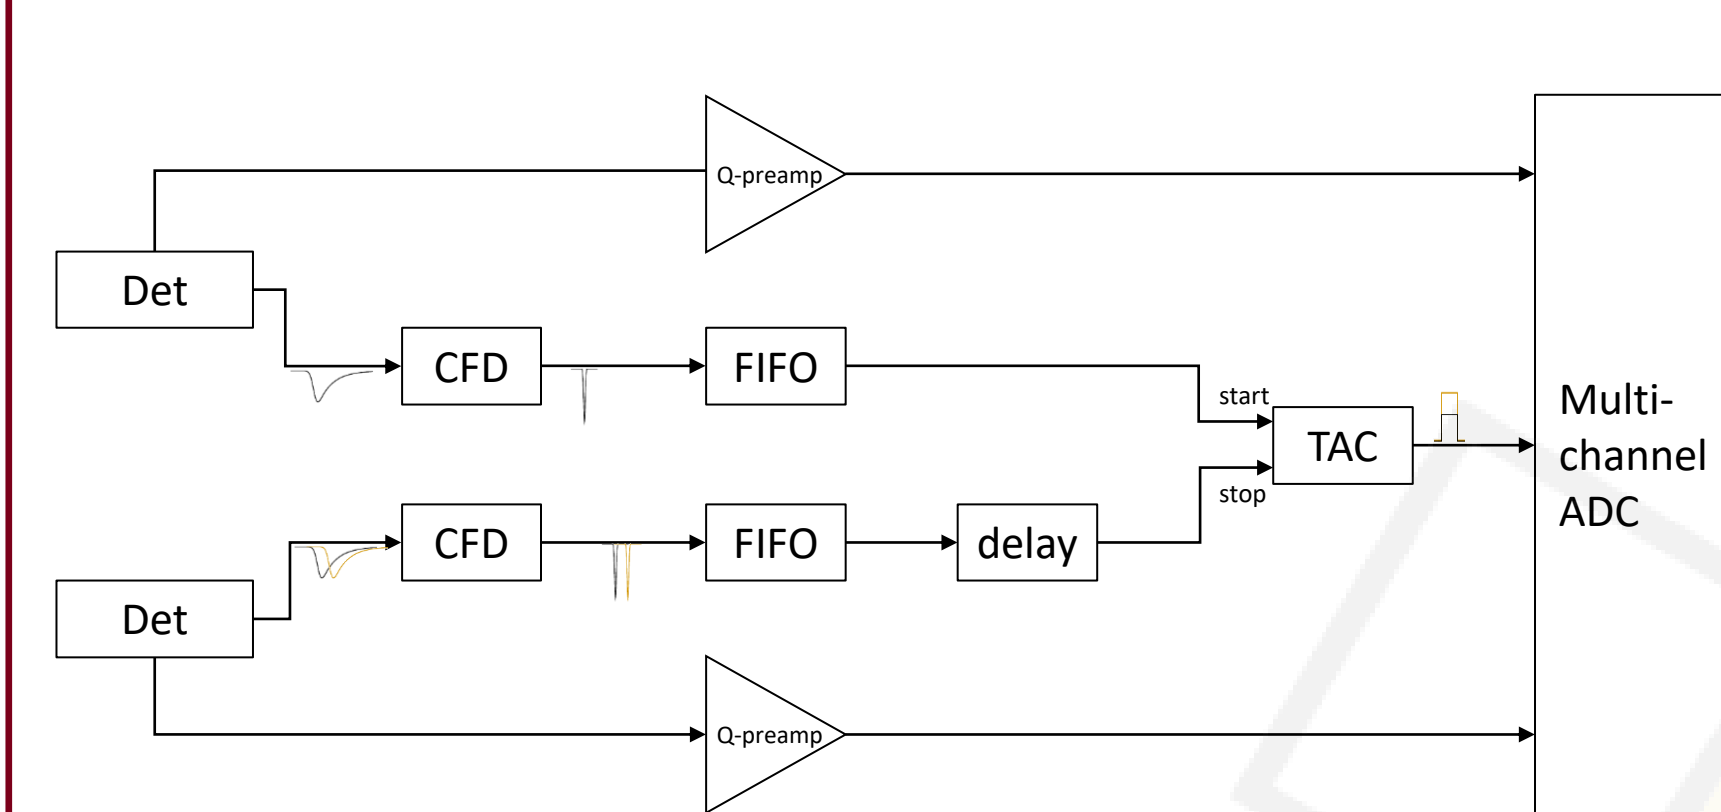 Q-preamp
Det
CFD
FIFO
start
TAC
stop
Multi-
channel
ADC
CFD
FIFO
delay
Det
Q-preamp